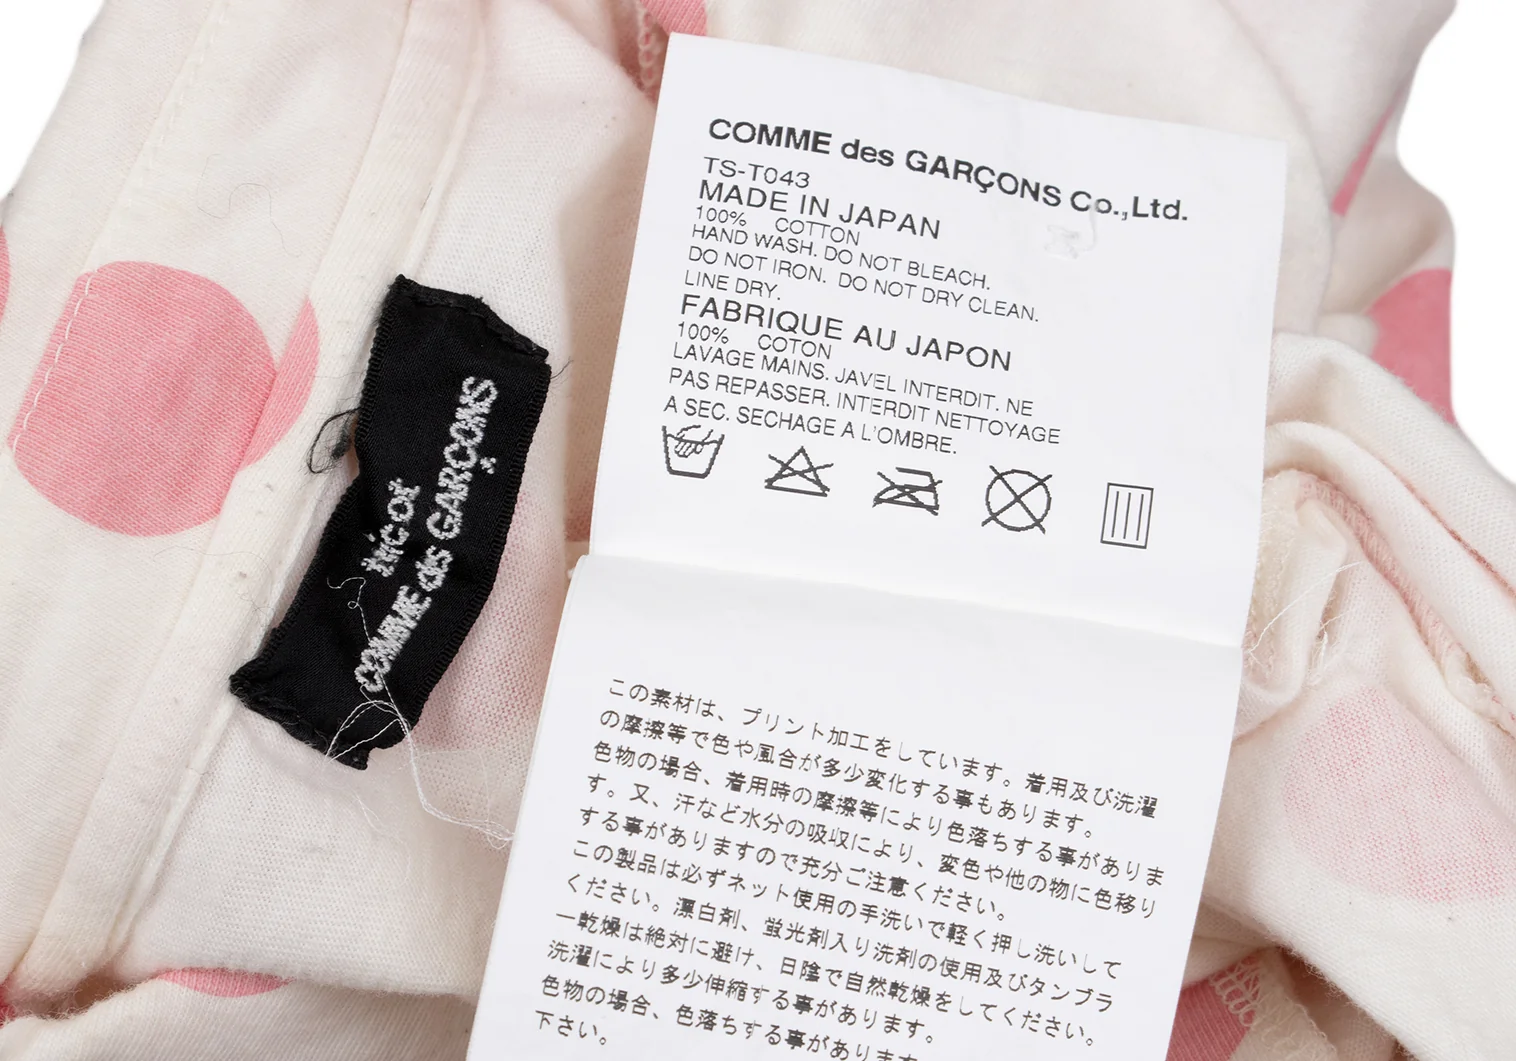 COMME des GARÇONS Co.,Ltd.
TS-T043
MADE IN JAPAN
100% COTTON
HAND WASH. DO NOT BLEACH.
DO NOT IRON. DO NOT DRY CLEAN.
LINE DRY.
FABRIQUE AU JAPON
100% COTON
LAVAGE MAINS. JAVEL INTERDIT. NE
PAS REPASSER. INTERDIT NETTOYAGE
A SEC. SECHAGE A L'OMBRE.
tricot
COMME des GARÇONS
この素材は、プリント加工をしています。着用及び洗濯
の摩擦等で色や風合が多少変化する事もあります。
色物の場合、着用時の摩擦等により色落ちする事がありま
す。又、汗など水分の吸収により、変色や他の物に色移り
する事がありますので充分ご注意ください。
この製品は必ずネット使用の手洗いで軽く押し洗いして
ください。漂白剤、蛍光剤入り洗剤の使用及びタンブラ
ー乾燥は絶対に避け、日陰で自然乾燥をしてください。
洗濯により多少伸縮する事があります。
色物の場合、色落ちする事があります
下さい。